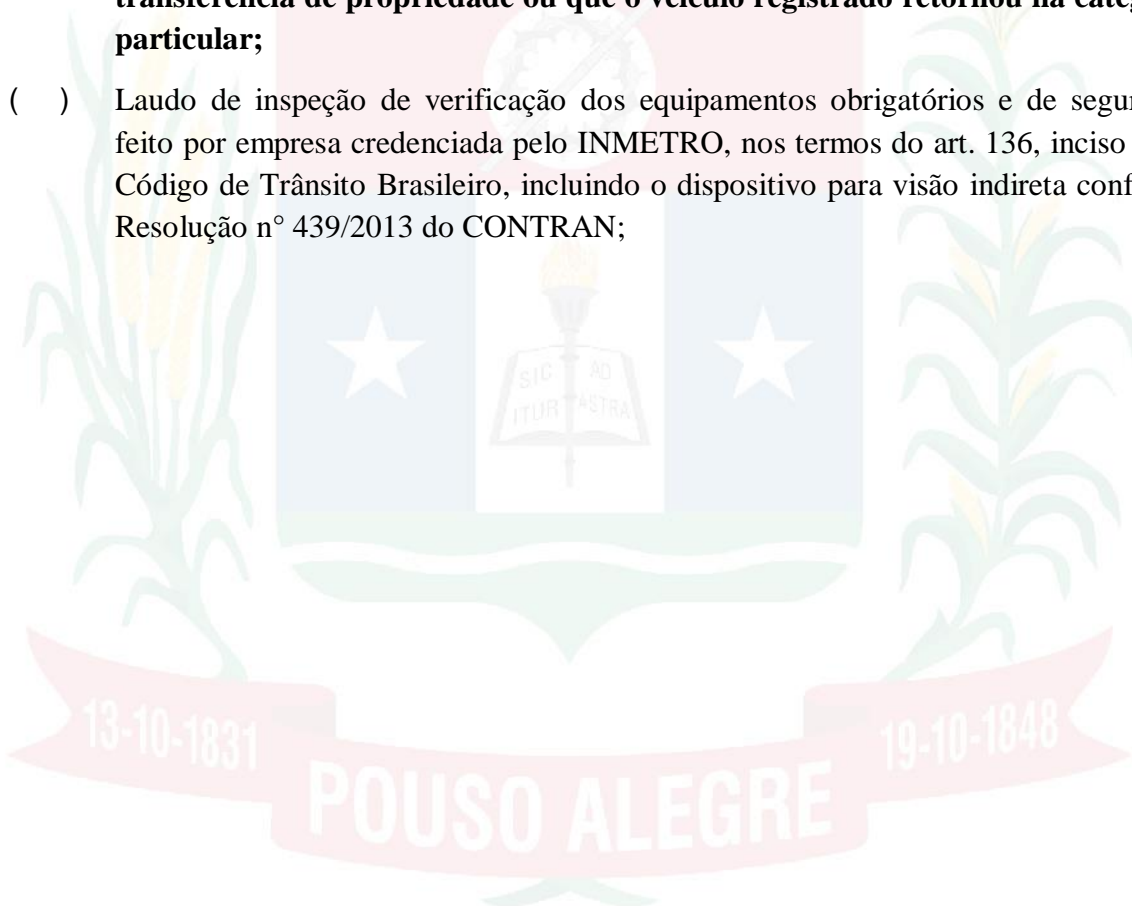 transferência de propriedade ou que o veículo registrado retornou na categ
particular;
( ) Laudo de inspeção de verificação dos equipamentos obrigatórios e de segur
feito por empresa credenciada pelo INMETRO, nos termos do art. 136, inciso
Código de Trânsito Brasileiro, incluindo o dispositivo para visão indireta conf
Resolução n° 439/2013 do CONTRAN;
SIC AD
ITUR ASTRA
13-10-1831
19-10-1848
POUSO ALEGRE